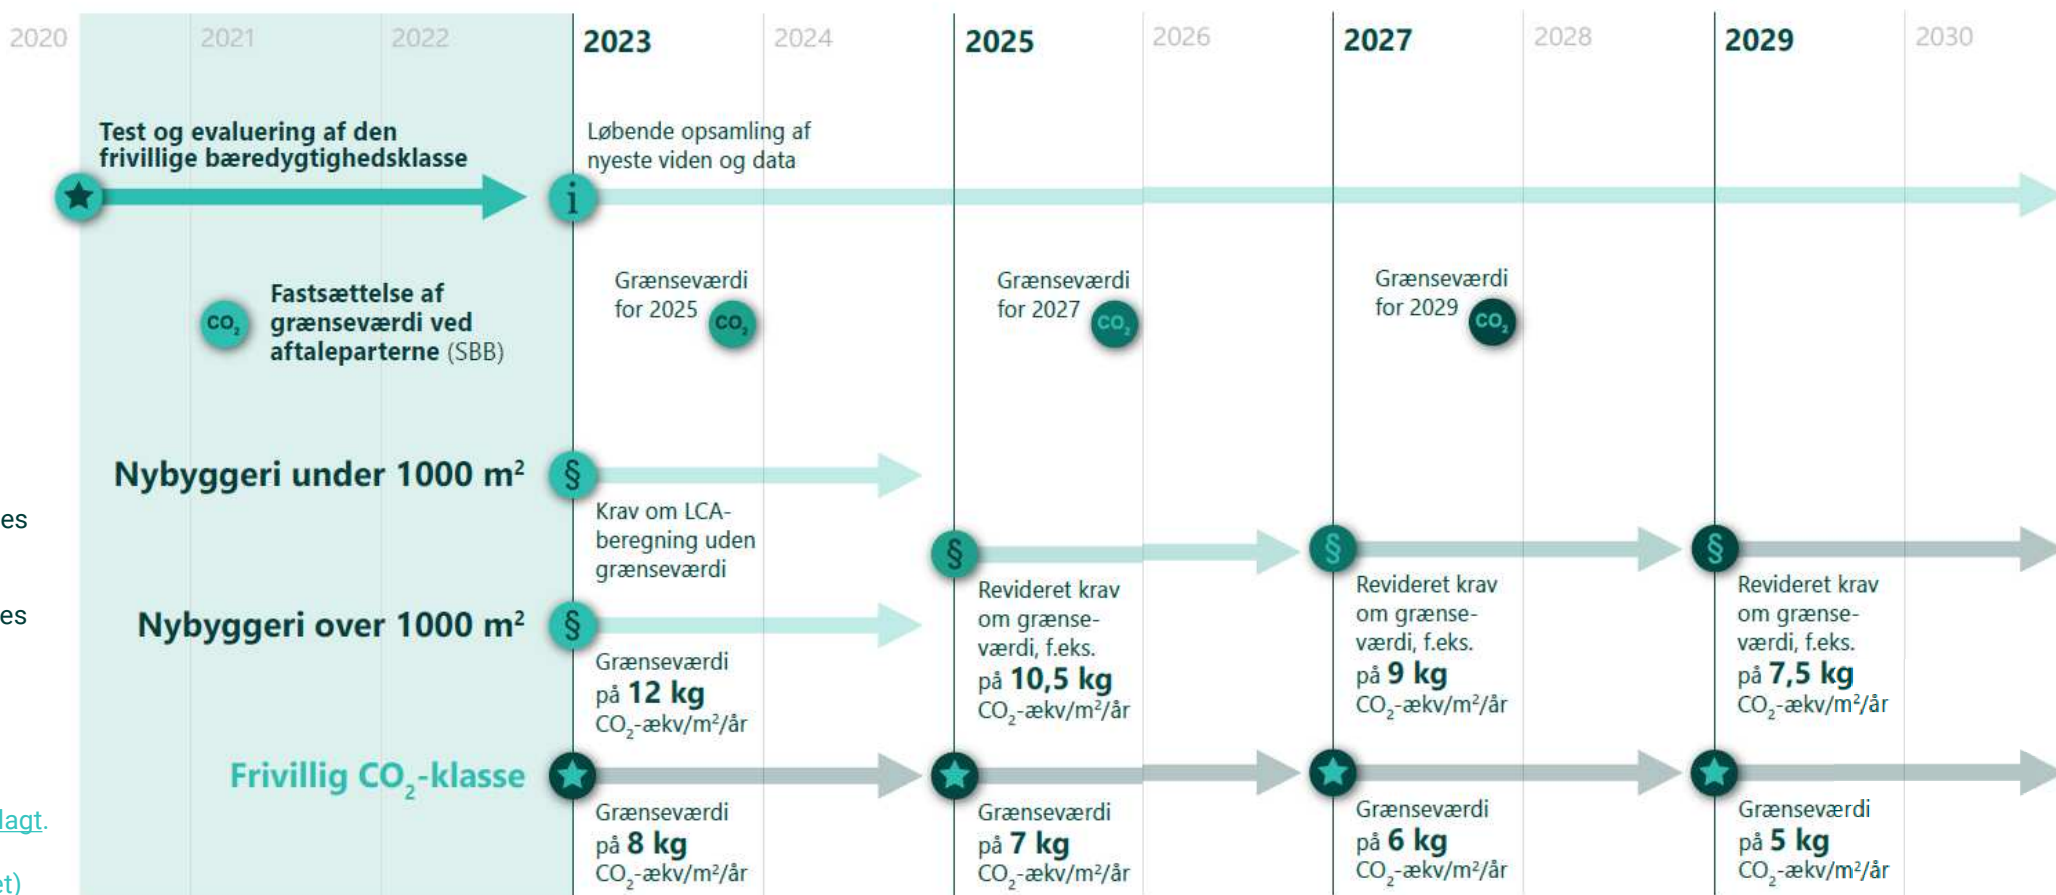 2020
2021
2022
2023
2024
2025
2026
2027
2028
2029
2030
Test og evaluering af den
frivillige bæredygtighedsklasse
Løbende opsamling af
nyeste viden og data
i
CO₂
Fastsættelse af
grænseværdi ved
aftaleparterne (SBB)
Grænseværdi
for 2025
CO₂
Grænseværdi
for 2027
CO₂
Grænseværdi
for 2029
CO₂
Nybyggeri under 1000 m²
§
Krav om LCA-
beregning uden
grænseværdi
es
es
Nybyggeri over 1000 m²
§
Grænseværdi
på 12 kg
CO₂-ækv/m²/år
§
Revideret krav
om grænse-
værdi, f.eks.
på 10,5 kg
CO₂-ækv/m²/år
§
Revideret krav
om grænse-
værdi, f.eks.
på 9 kg
CO₂-ækv/m²/år
§
Revideret krav
om grænse-
værdi, f.eks.
på 7,5 kg
CO₂-ækv/m²/år
Frivillig CO₂-klasse
Grænseværdi
på 8 kg
CO₂-ækv/m²/år
Grænseværdi
på 7 kg
CO₂-ækv/m²/år
Grænseværdi
på 6 kg
CO₂-ækv/m²/år
Grænseværdi
på 5 kg
CO₂-ækv/m²/år
lagt.
et)